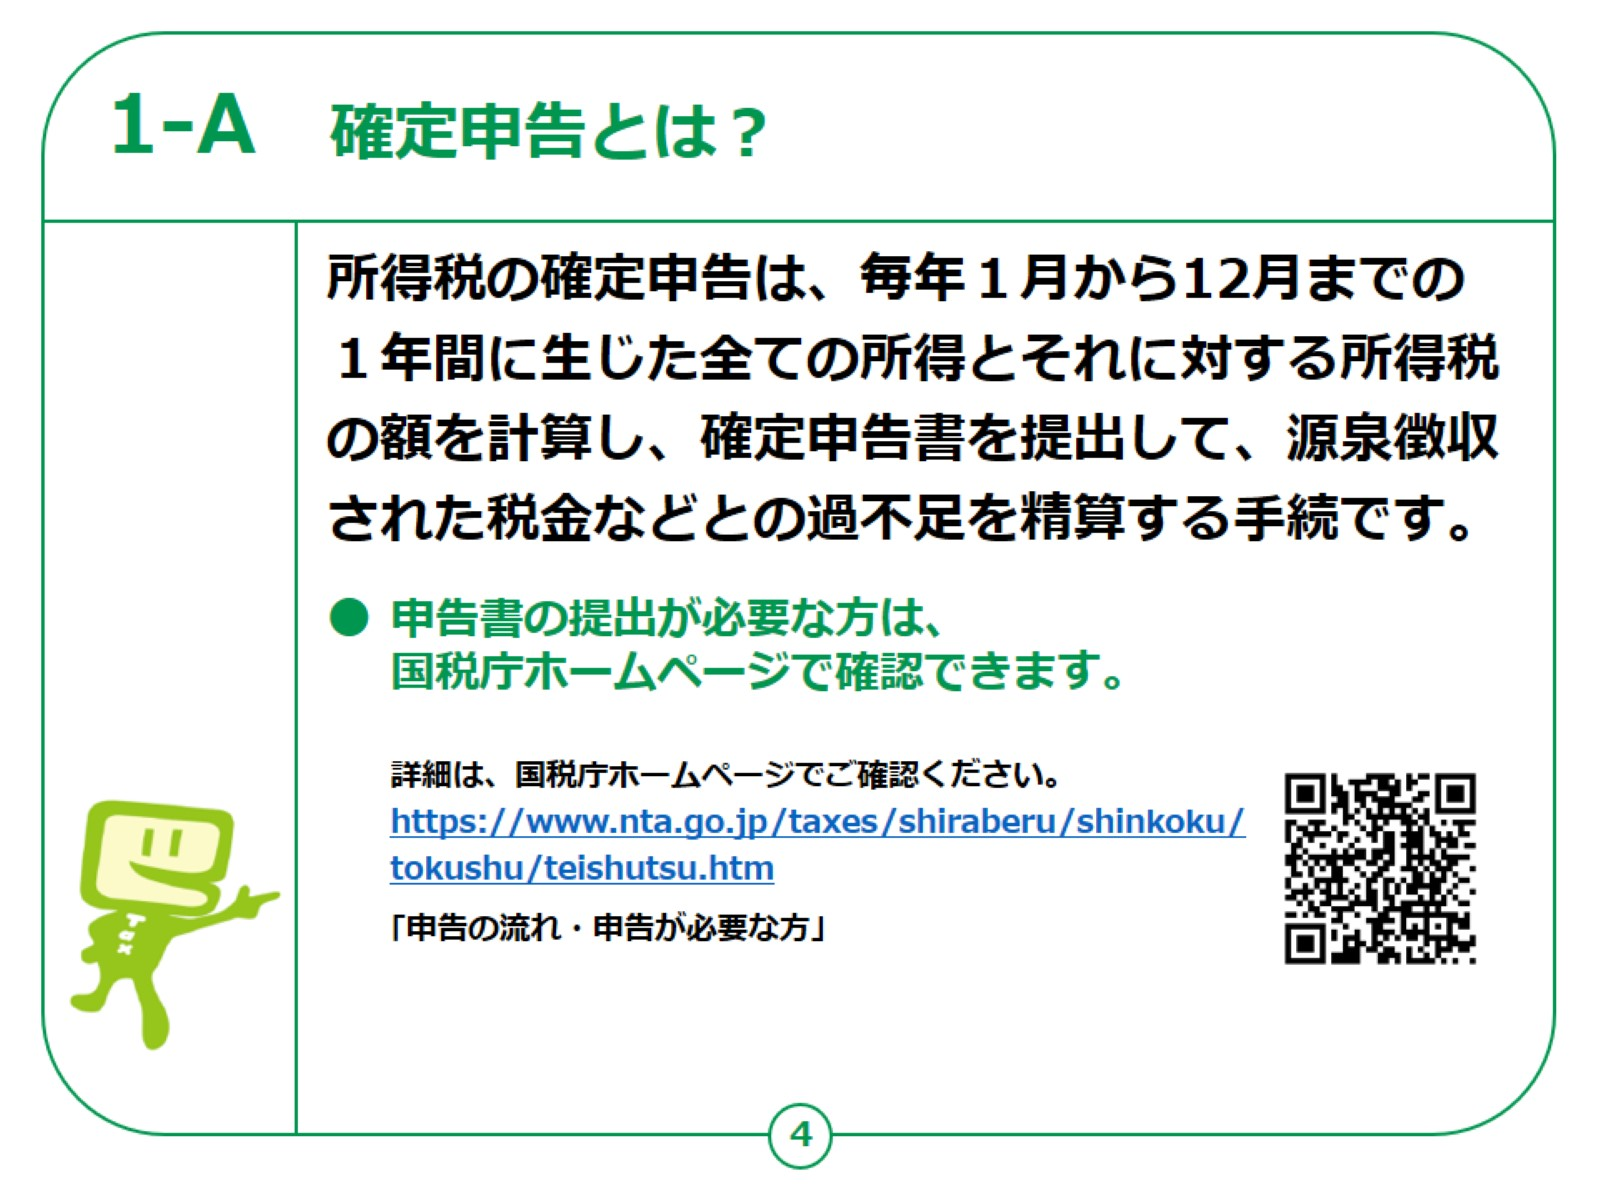 1-A 確定申告とは？
所得税の確定申告は、毎年１月から12月までの
１年間に生じた全ての所得とそれに対する所得税
の額を計算し、確定申告書を提出して、源泉徴収
された税金などとの過不足を精算する手続です。
● 申告書の提出が必要な方は、
国税庁ホームページで確認できます。
詳細は、国税庁ホームページでご確認ください。
https://www.nta.go.jp/taxes/shiraberu/shinkoku/
tokushu/teishutsu.htm
「申告の流れ・申告が必要な方」
Tax
4